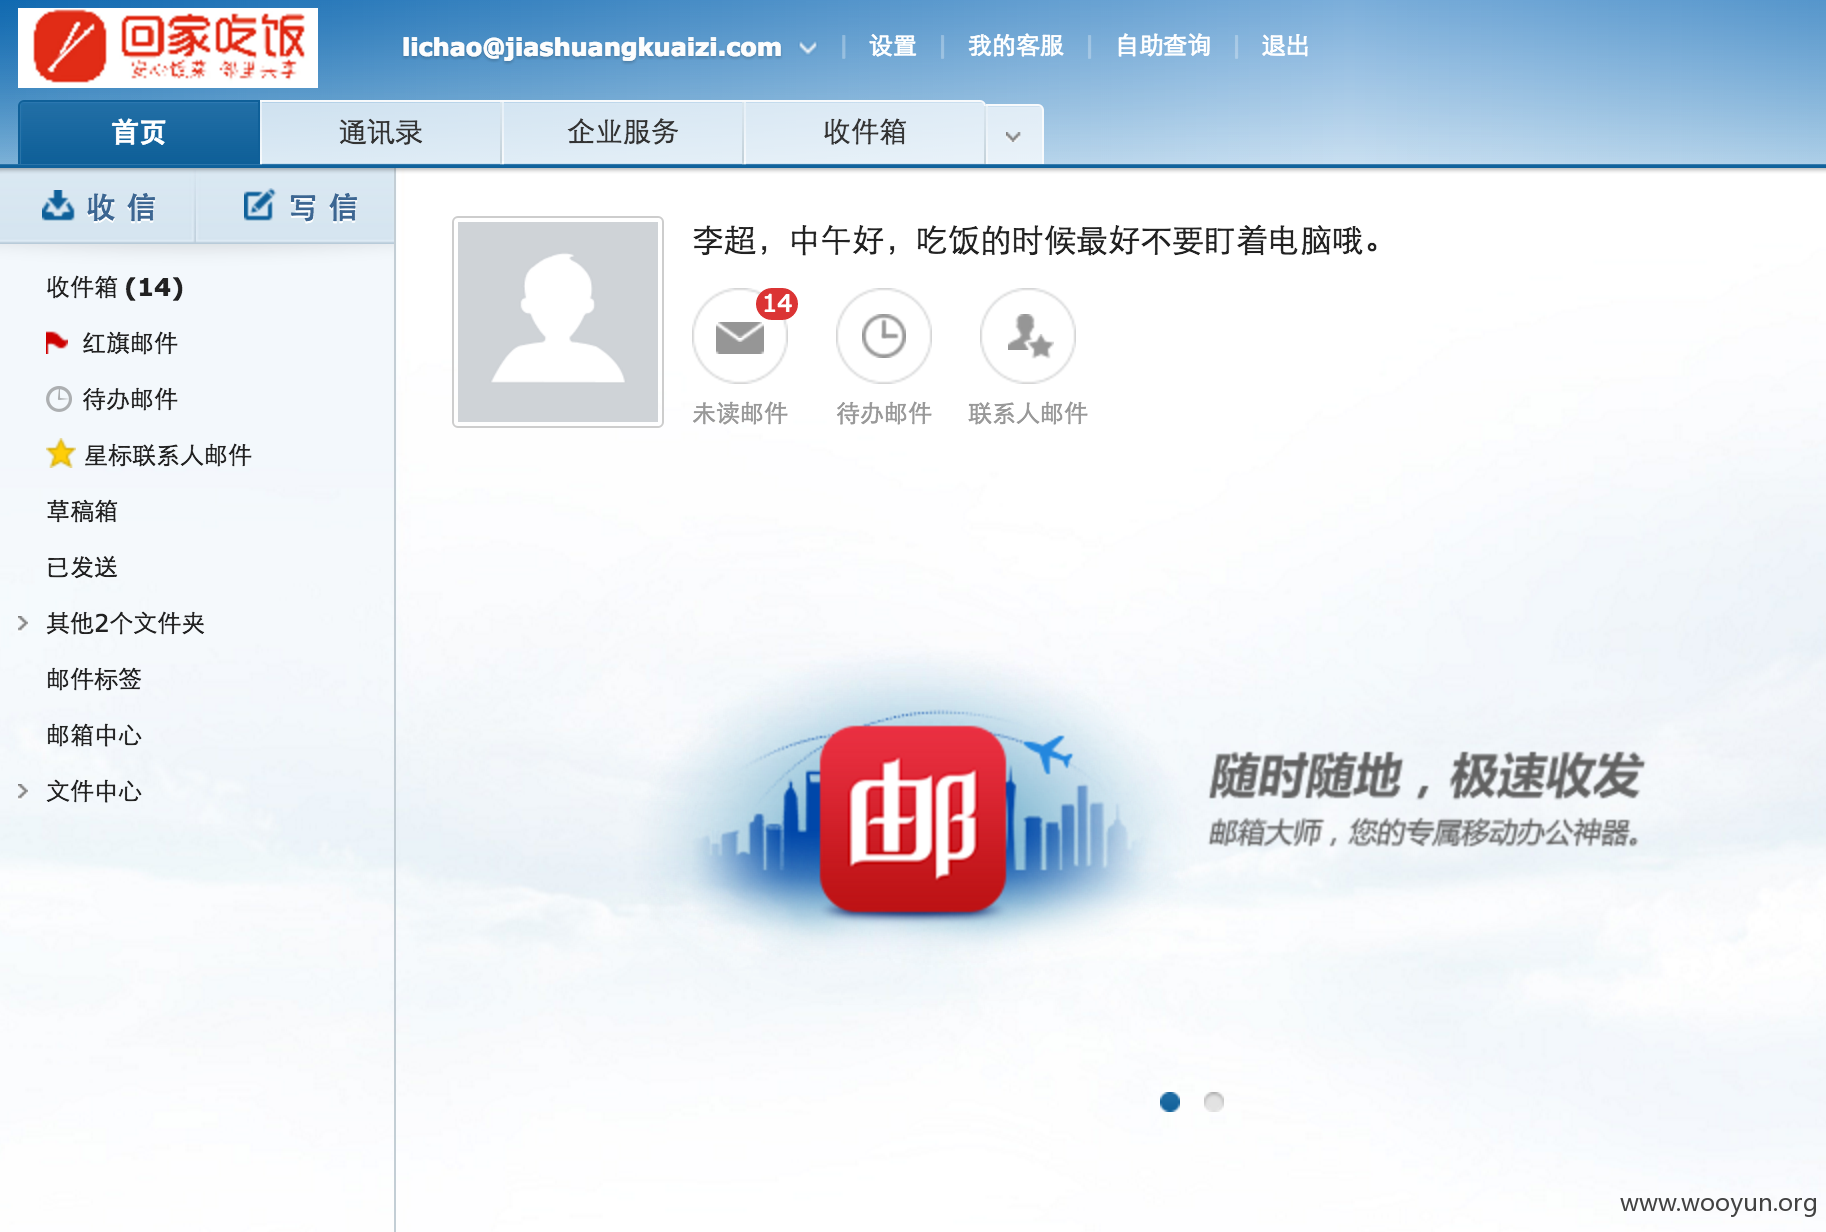 回家吃饭
安心饭菜 邻里共享
lichao@jiashuangkuaizi.com
设置
我的客服
自助查询
退出
首页
通讯录
企业服务
收件箱
收信
写信
收件箱 (14)
红旗邮件
待办邮件
星标联系人邮件
草稿箱
已发送
其他2个文件夹
邮件标签
邮箱中心
文件中心
李超，中午好，吃饭的时候最好不要盯着电脑哦。
14
未读邮件
待办邮件
联系人邮件
邮
随时随地，极速收发
邮箱大师，您的专属移动办公神器。
www.wooyun.org